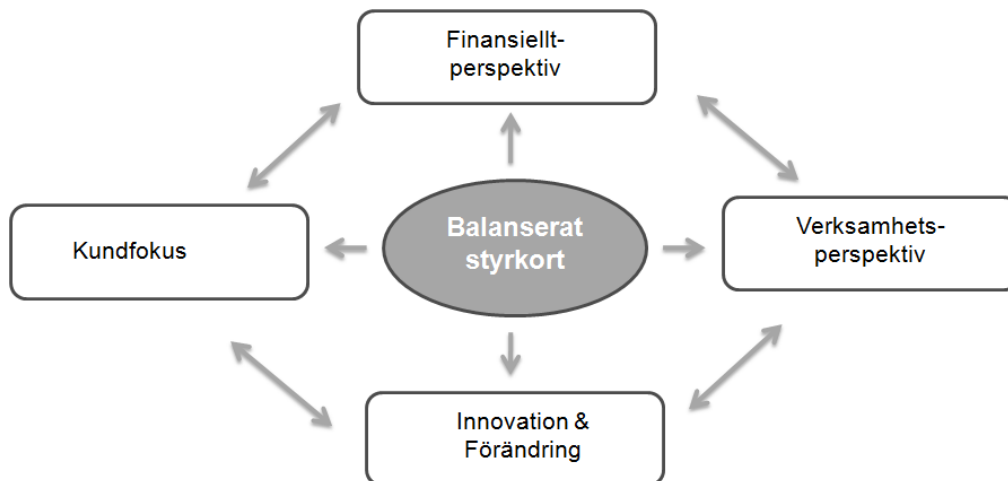 Finansiellt-
perspektiv
Kundfokus
Balanserat
styrkort
Verksamhets-
perspektiv
Innovation &
Förändring